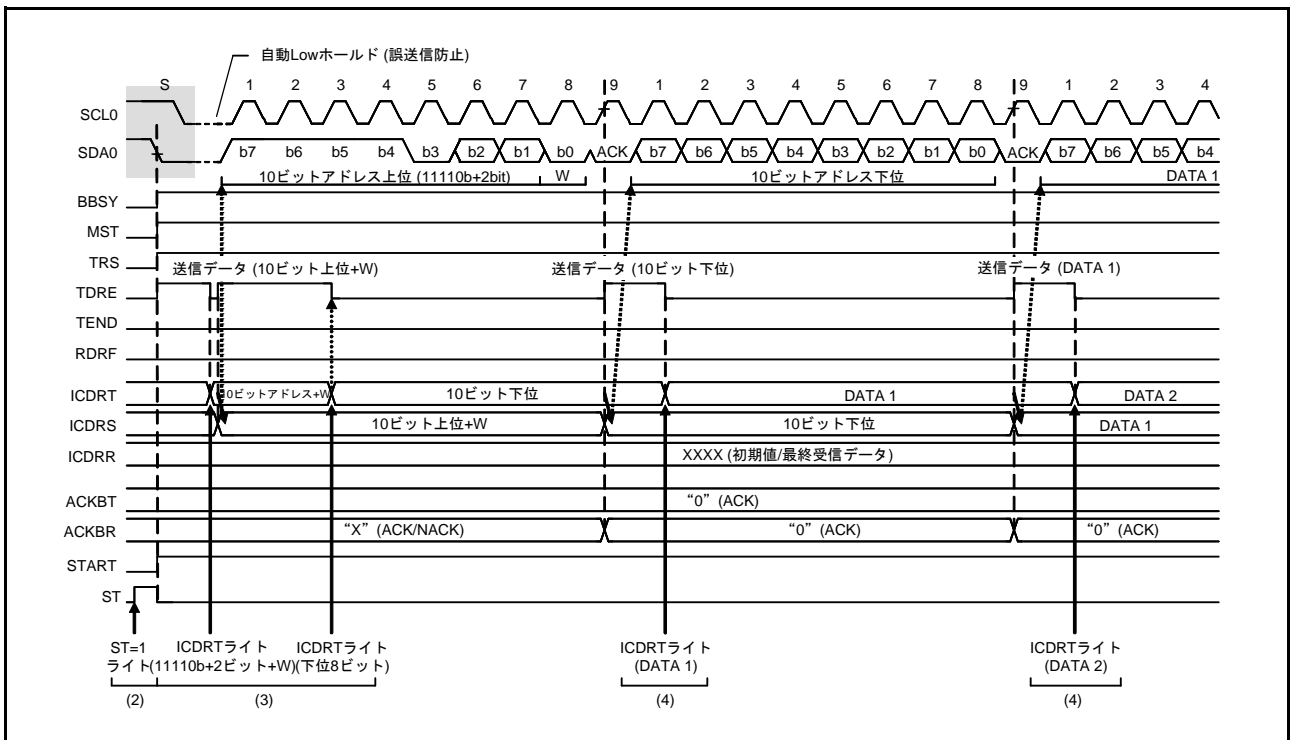 自動Lowホールド (誤送信防止)
S 1 2 3 4 5 6 7 8 9 1 2 3 4 5 6 7 8 9 1 2 3 4
SCL0
SDA0 b7 b6 b5 b4 b3 b2 b1 b0 ACK b7 b6 b5 b4 b3 b2 b1 b0 ACK b7 b6 b5 b4
10ビットアドレス上位 (11110b+2bit) W 10ビットアドレス下位 DATA 1
BBSY
MST
TRS
送信データ (10ビット上位+W) 送信データ (10ビット下位) 送信データ (DATA 1)
TDRE
TEND
RDRF
ICDRT 10ビットアドレス+W 10ビット下位 DATA 1 DATA 2
ICDRS 10ビット上位+W 10ビット下位 DATA 1
ICDRR XXXX (初期値/最終受信データ)
ACKBT “0” (ACK)
ACKBR “X” (ACK/NACK) “0” (ACK) “0” (ACK)
START
ST
ST=1 ICDRTライト ICDRTライト ICDRTライト ICDRTライト
ライト (11110b+2ビット+W) (下位8ビット) (DATA 1) (DATA 2)
(2) (3) (4) (4)